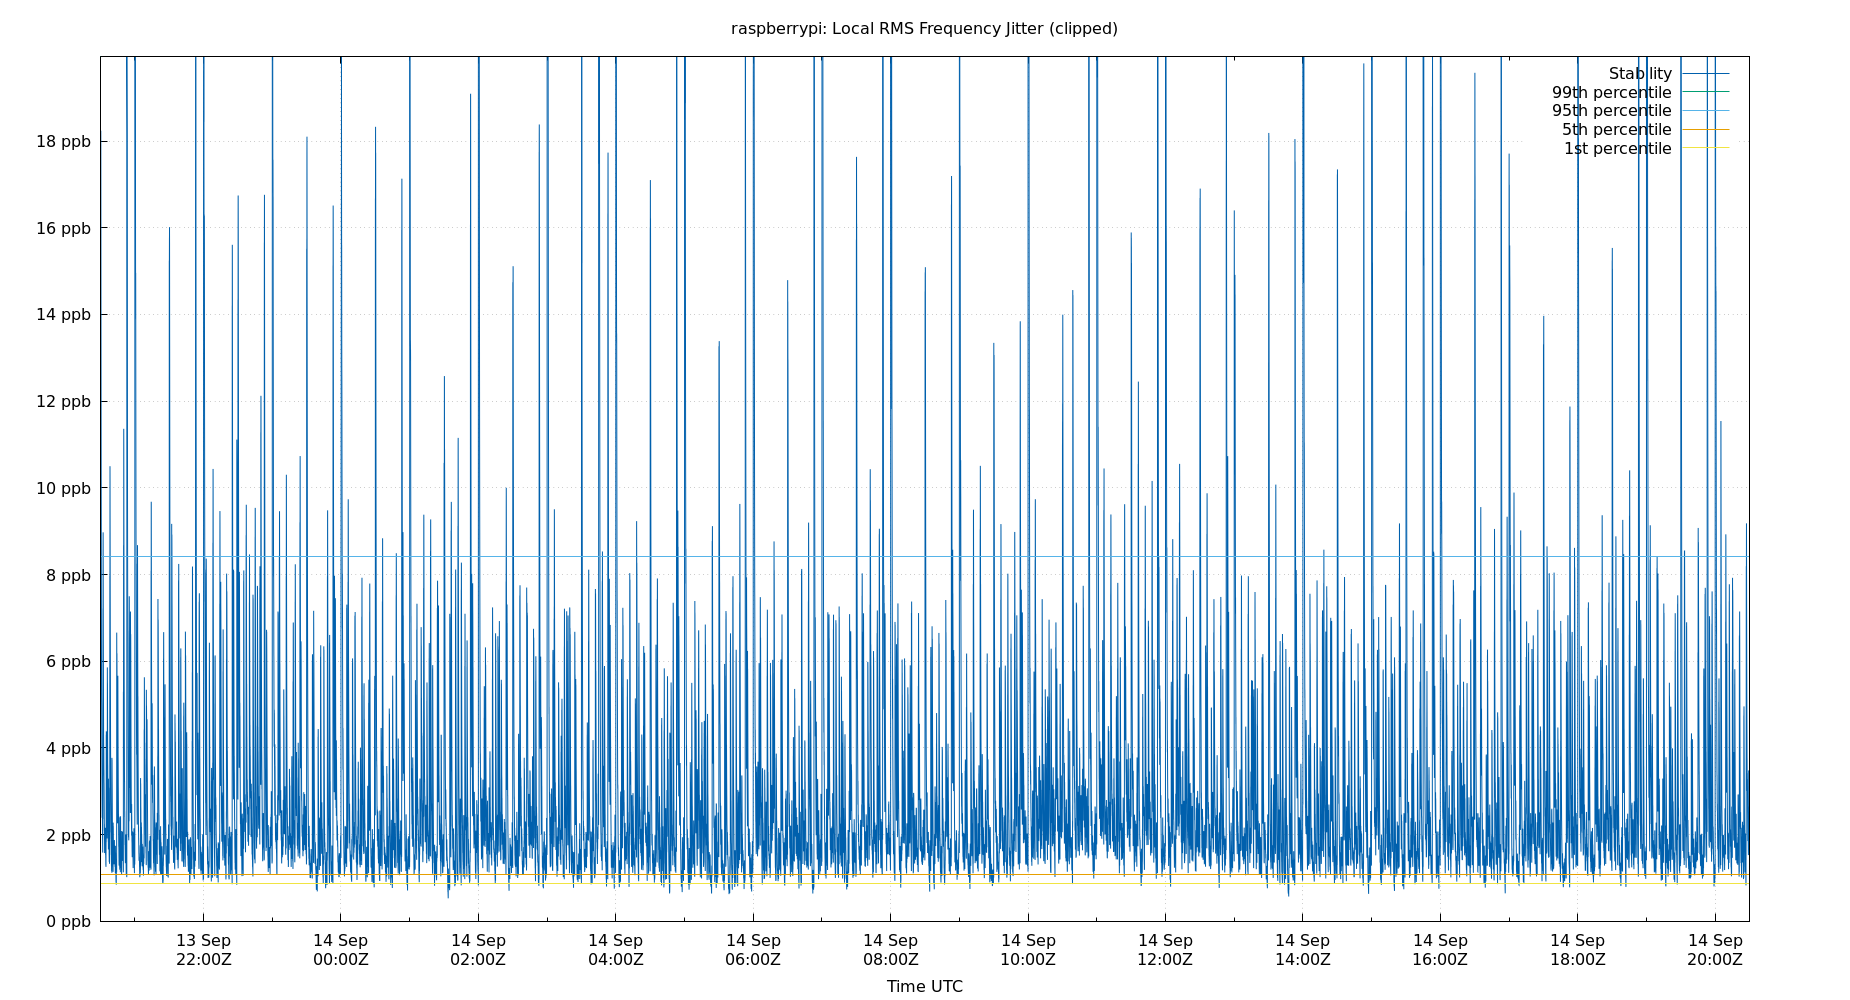 raspberrypi: Local RMS Frequency Jitter (clipped)
Stability
99th percentile
95th percentile
5th percentile
1st percentile
18 ppb
16 ppb
14 ppb
12 ppb
10 ppb
8 ppb
6 ppb
4 ppb
2 ppb
0 ppb
13 Sep 14 Sep 14 Sep 14 Sep 14 Sep 14 Sep 14 Sep 14 Sep 14 Sep 14 Sep 14 Sep 14 Sep
22:00Z 00:00Z 02:00Z 04:00Z 06:00Z 08:00Z 10:00Z 12:00Z 14:00Z 16:00Z 18:00Z 20:00Z
Time UTC